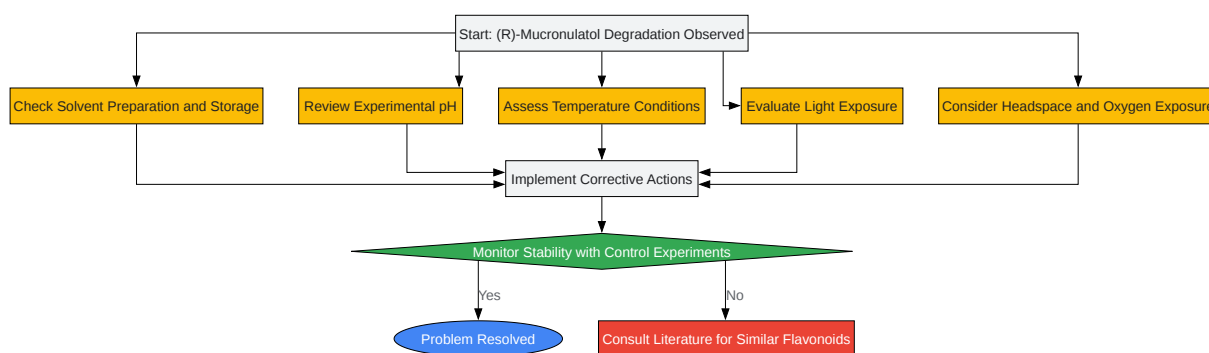 Start: (R)-Mucronulatol Degradation Observed
Check Solvent Preparation and Storage
Review Experimental pH
Assess Temperature Conditions
Evaluate Light Exposure
Consider Headspace and Oxygen Exposure
Implement Corrective Actions
Monitor Stability with Control Experiments
Yes
No
Problem Resolved
Consult Literature for Similar Flavonoids